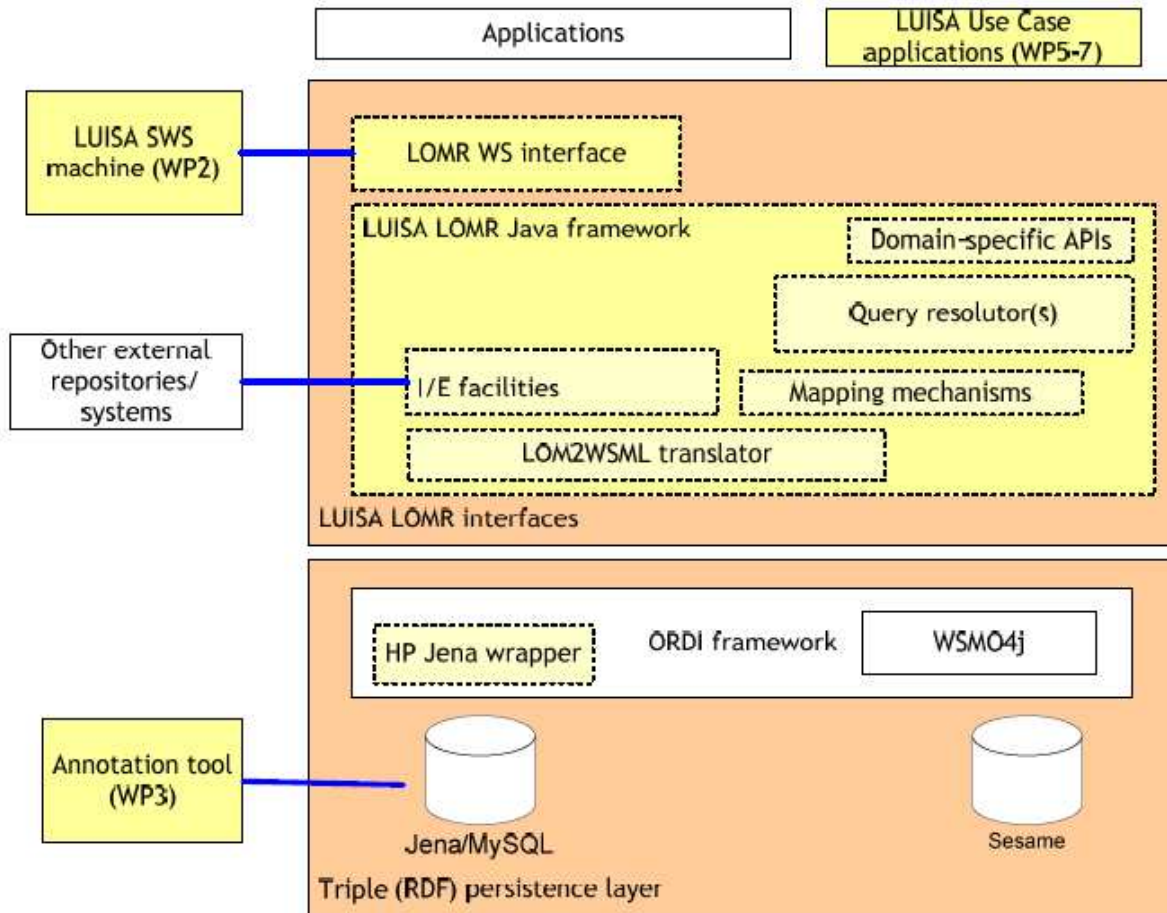 Applications
LUISA Use Case
applications (WP5-7)
LUISA SWS
machine (WP2)
LOMR WS interface
LUISA LOMR Java framework
Domain-specific APIs
Query resolutor(s)
Other external
repositories/
systems
I/E facilities
Mapping mechanisms
LOM2WSML translator
LUISA LOMR interfaces
HP Jena wrapper
ORDI framework
WSMO4j
Annotation tool
(WP3)
Jena/MySQL
Sesame
Triple (RDF) persistence layer